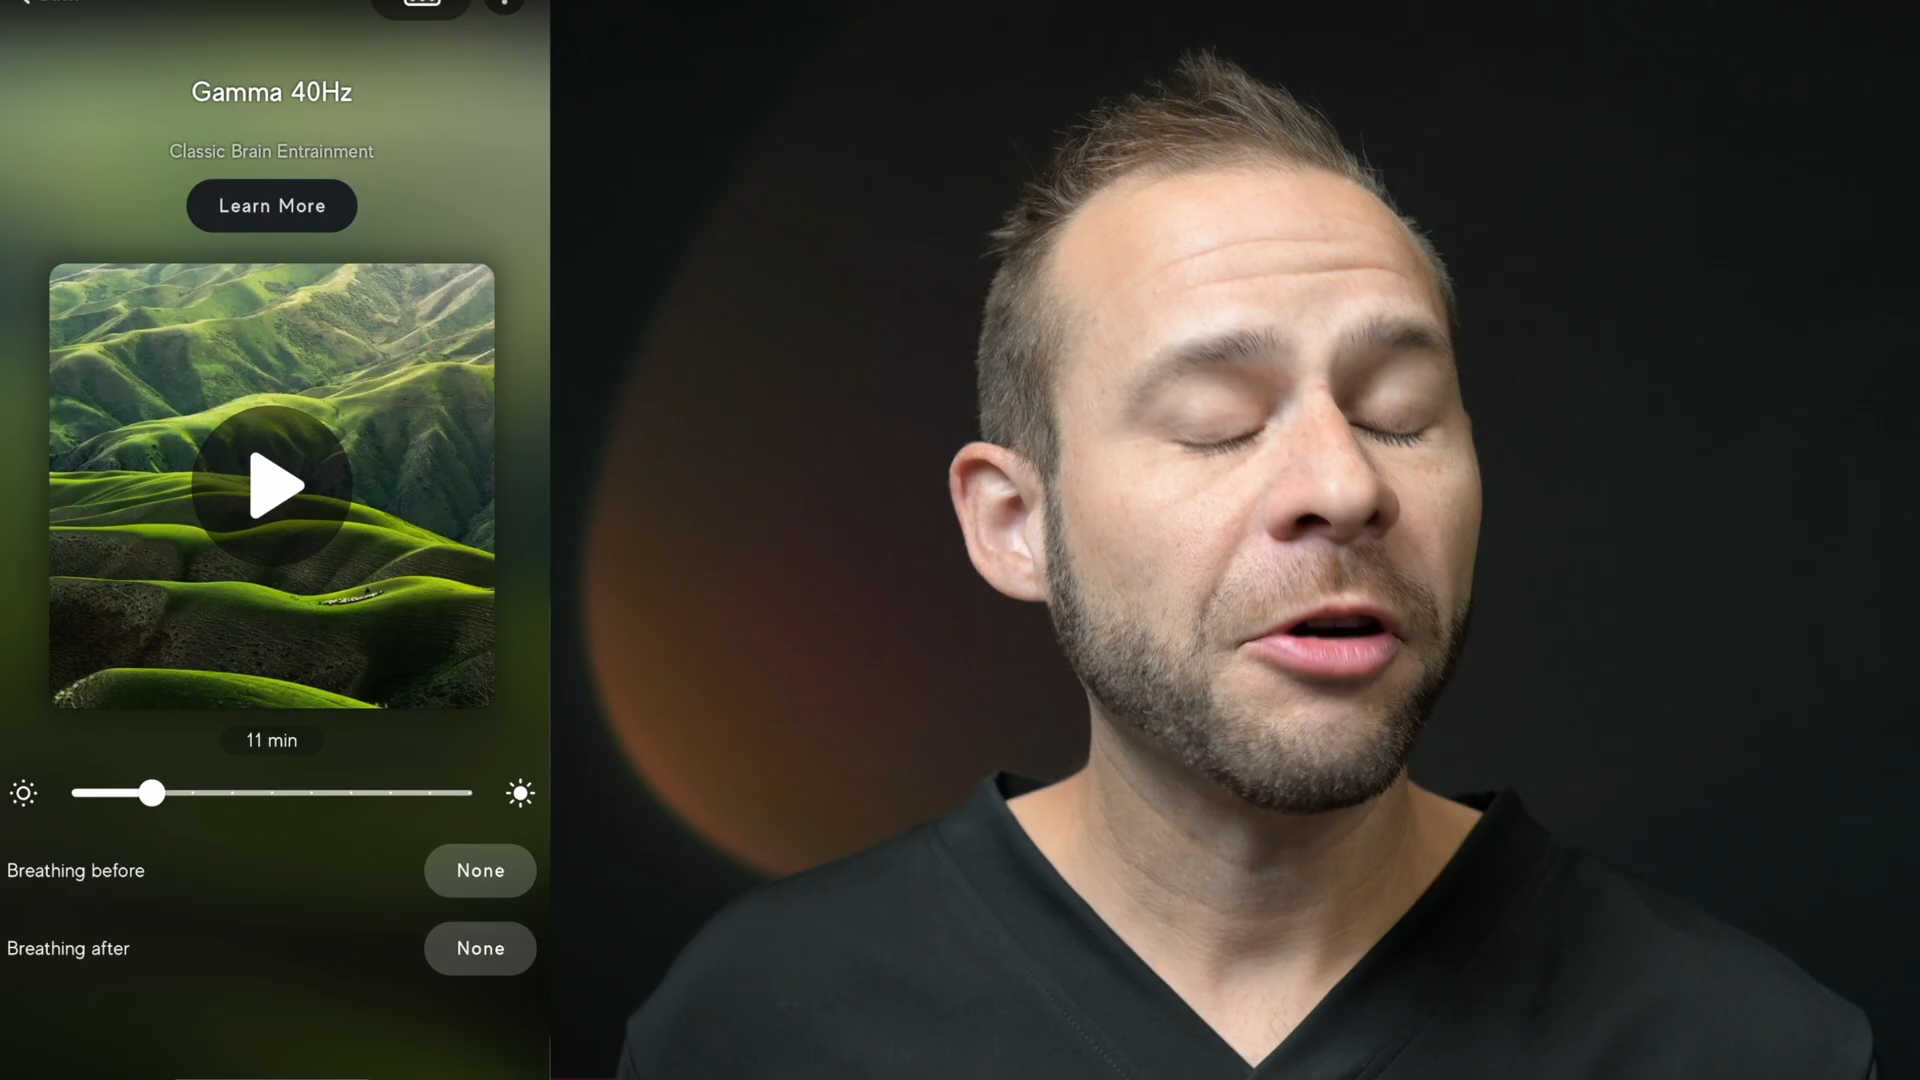 Gamma 40Hz
Classic Brain Entrainment
Learn More
11 min
Breathing before
None
Breathing after
None